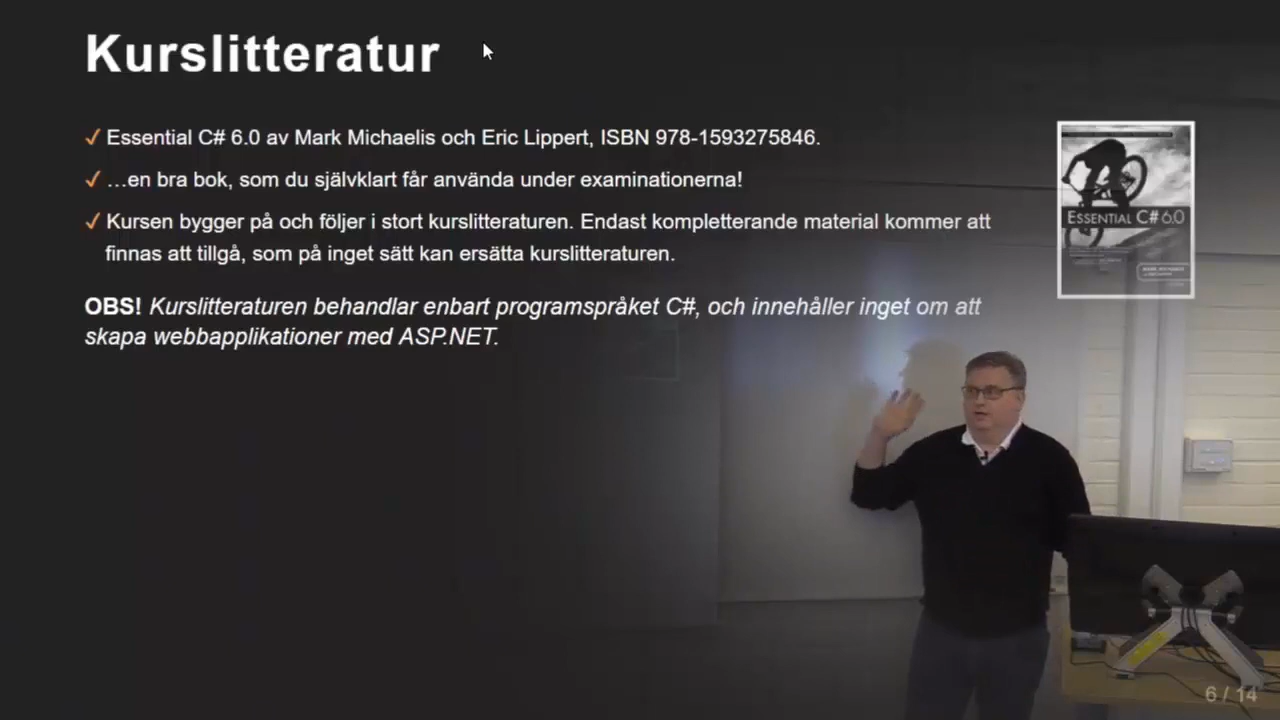 Kurslitteratur
✓ Essential C# 6.0 av Mark Michaelis och Eric Lippert, ISBN 978-1593275846.
✓ …en bra bok, som du självklart får använda under examinationerna!
✓ Kursen bygger på och följer i stort kurslitteraturen. Endast kompletterande material kommer att
finnas att tillgå, som på inget sätt kan ersätta kurslitteraturen.
OBS! Kurslitteraturen behandlar enbart programspråket C#, och innehåller inget om att
skapa webbapplikationer med ASP.NET.
ESSENTIAL C# 6.0
6 / 14